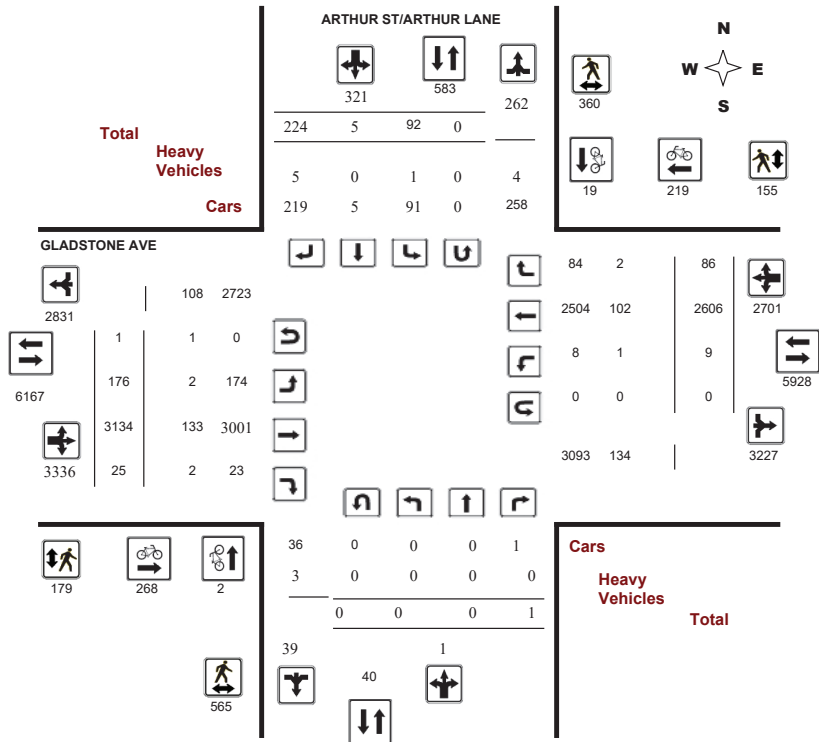 ARTHUR ST/ARTHUR LANE
N
W E
S
321
583
262
360
224 5 92 0
Total
Heavy
Vehicles
5 0 1 0 4
Cars
219 5 91 0 258
19 219 155
GLADSTONE AVE
84 2 86
2701
108 2723
2831
2504 102 2606
1 1 0
8 1 9
5928
6167
176 2 174
0 0 0
3134 133 3001
3336
25 2 23
3093 134 3227
36 0 0 0 1
Cars
3 0 0 0 0
Heavy
Vehicles
0 0 0 1
Total
179 268 2
39
1
40
565